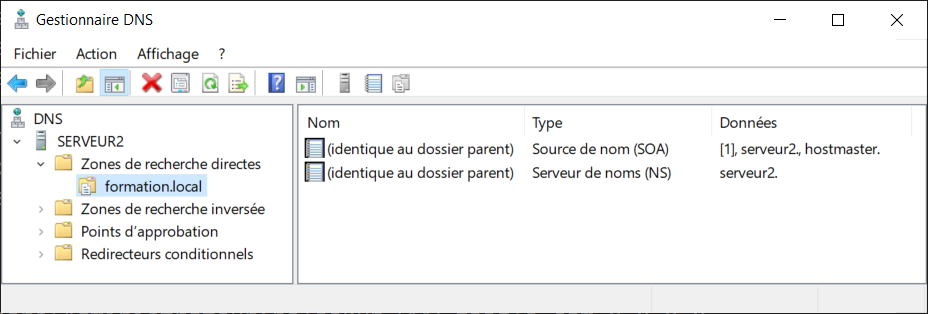 Gestionnaire DNS
Fichier Action Affichage ?
DNS
SERVEUR2
Zones de recherche directes
formation.local
Zones de recherche inversée
Points d’approbation
Redirecteurs conditionnels
Nom Type Données
(identique au dossier parent) Source de nom (SOA) [1], serveur2., hostmaster.
(identique au dossier parent) Serveur de noms (NS) serveur2.